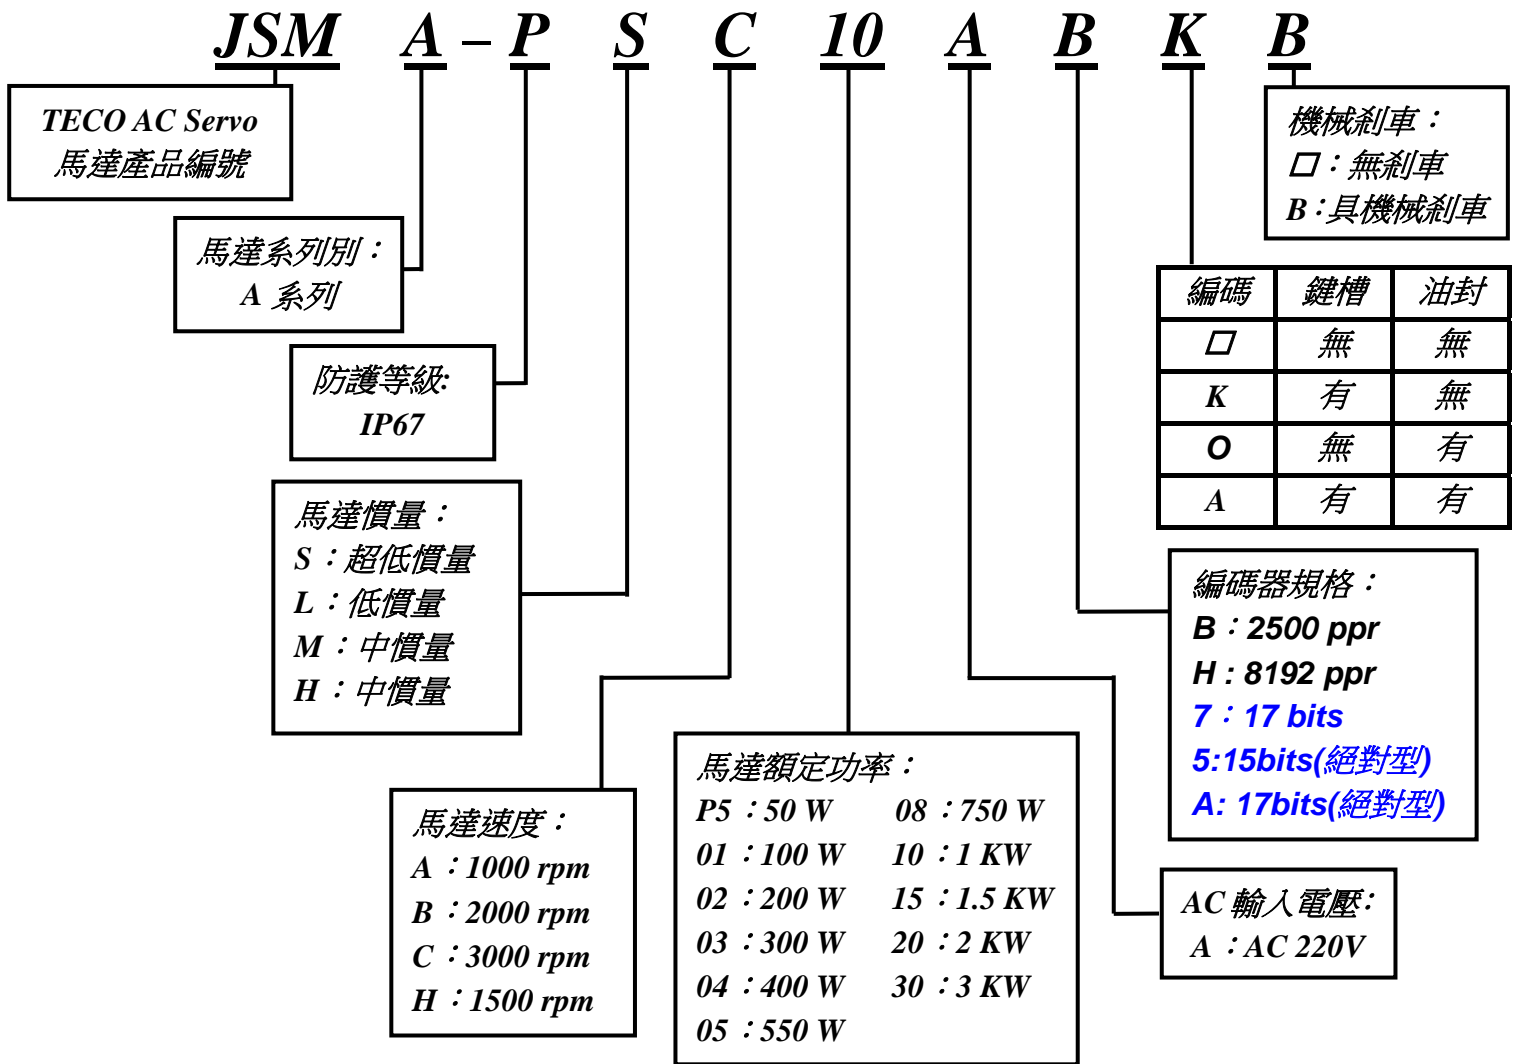 JSM A – P S C 10 A B K B
TECO AC Servo
馬達產品編號
馬達系列別：
A 系列
防護等級:
IP67
馬達慣量：
S：超低慣量
L：低慣量
M：中慣量
H：中慣量
馬達速度：
A：1000 rpm
B：2000 rpm
C：3000 rpm
H：1500 rpm
馬達額定功率：
P5：50 W 08：750 W
01：100 W 10：1 KW
02：200 W 15：1.5 KW
03：300 W 20：2 KW
04：400 W 30：3 KW
05：550 W
AC 輸入電壓:
A：AC 220V
編碼器規格：
B：2500 ppr
H : 8192 ppr
7：17 bits
5:15bits(絕對型)
A: 17bits(絕對型)
編碼 鍵槽 油封
□ 無 無
K 有 無
O 無 有
A 有 有
機械剎車：
□：無剎車
B：具機械剎車